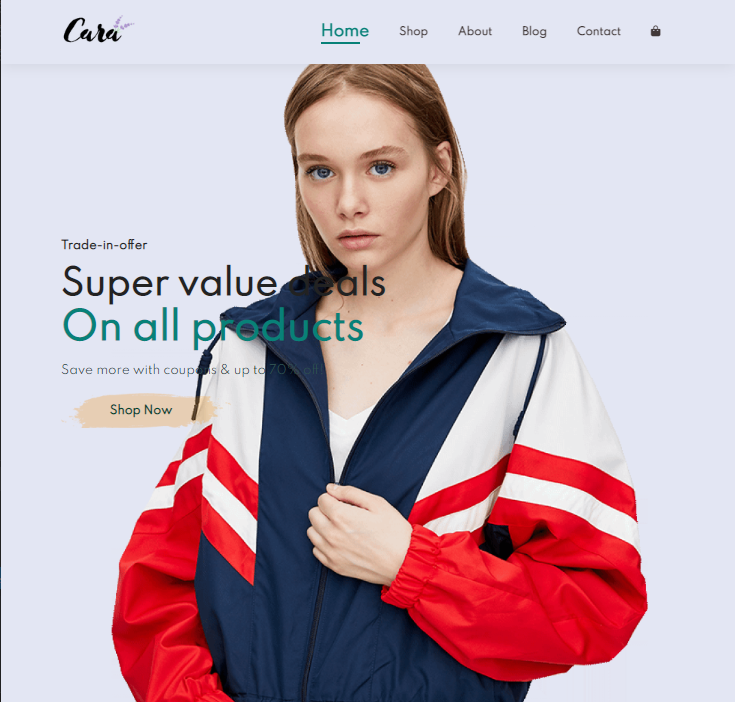 Cara
Home Shop About Blog Contact
Trade-in-offer
Super value deals
On all products
Save more with coupons & up to 70% off!
Shop Now